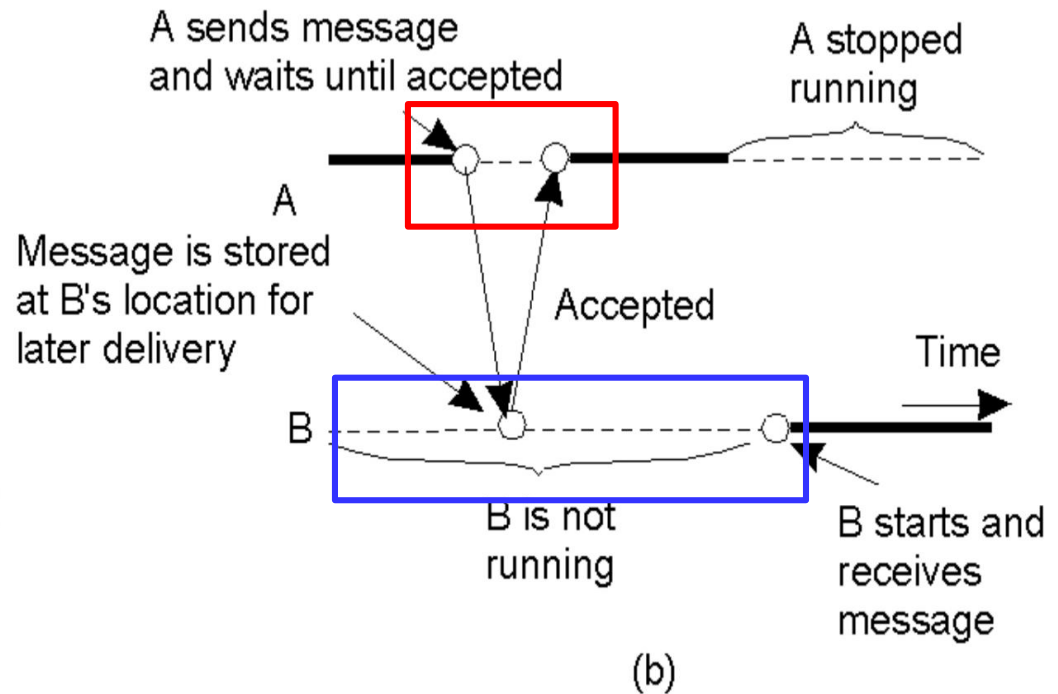 A sends message
and waits until accepted
A stopped
running
A
Message is stored
at B's location for
later delivery
Accepted
Time
B
B is not
running
B starts and
receives
message
(b)